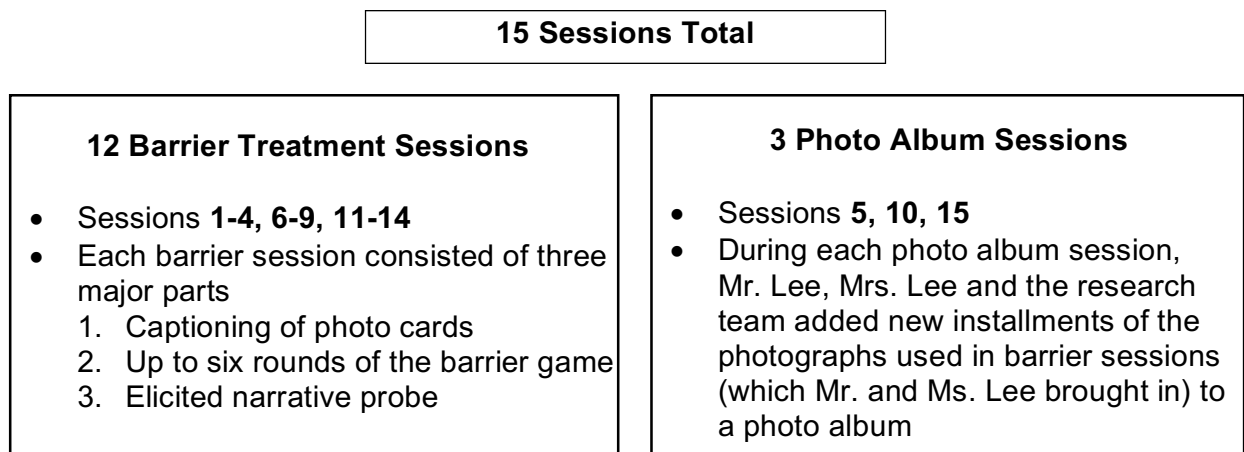 15 Sessions Total
12 Barrier Treatment Sessions
• Sessions 1-4, 6-9, 11-14
• Each barrier session consisted of three
major parts
1. Captioning of photo cards
2. Up to six rounds of the barrier game
3. Elicited narrative probe
3 Photo Album Sessions
• Sessions 5, 10, 15
• During each photo album session,
Mr. Lee, Mrs. Lee and the research
team added new installments of the
photographs used in barrier sessions
(which Mr. and Ms. Lee brought in) to
a photo album